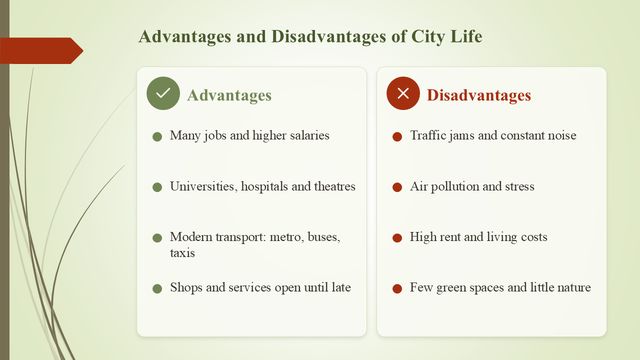 Advantages and Disadvantages of City Life
Advantages
Many jobs and higher salaries
Universities, hospitals and theatres
Modern transport: metro, buses,
taxis
Shops and services open until late
Disadvantages
Traffic jams and constant noise
Air pollution and stress
High rent and living costs
Few green spaces and little nature